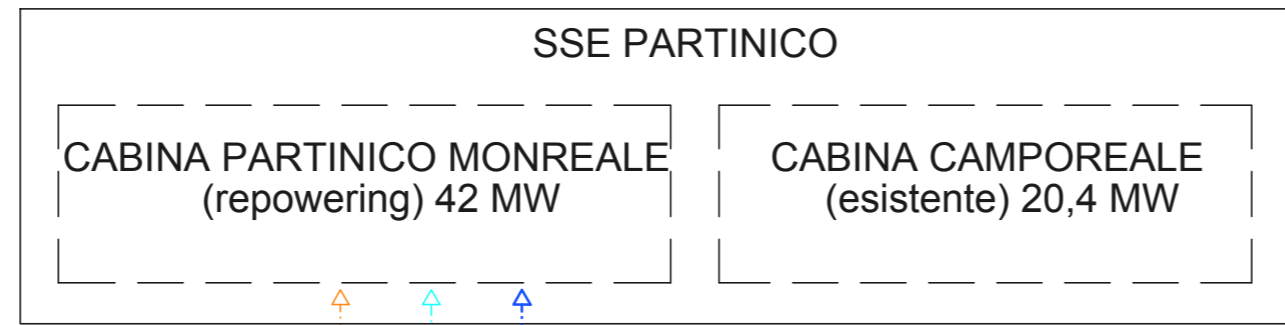 SSE PARTINICO
CABINA PARTINICO MONREALE
(repowering) 42 MW
CABINA CAMPOREALE
(esistente) 20,4 MW